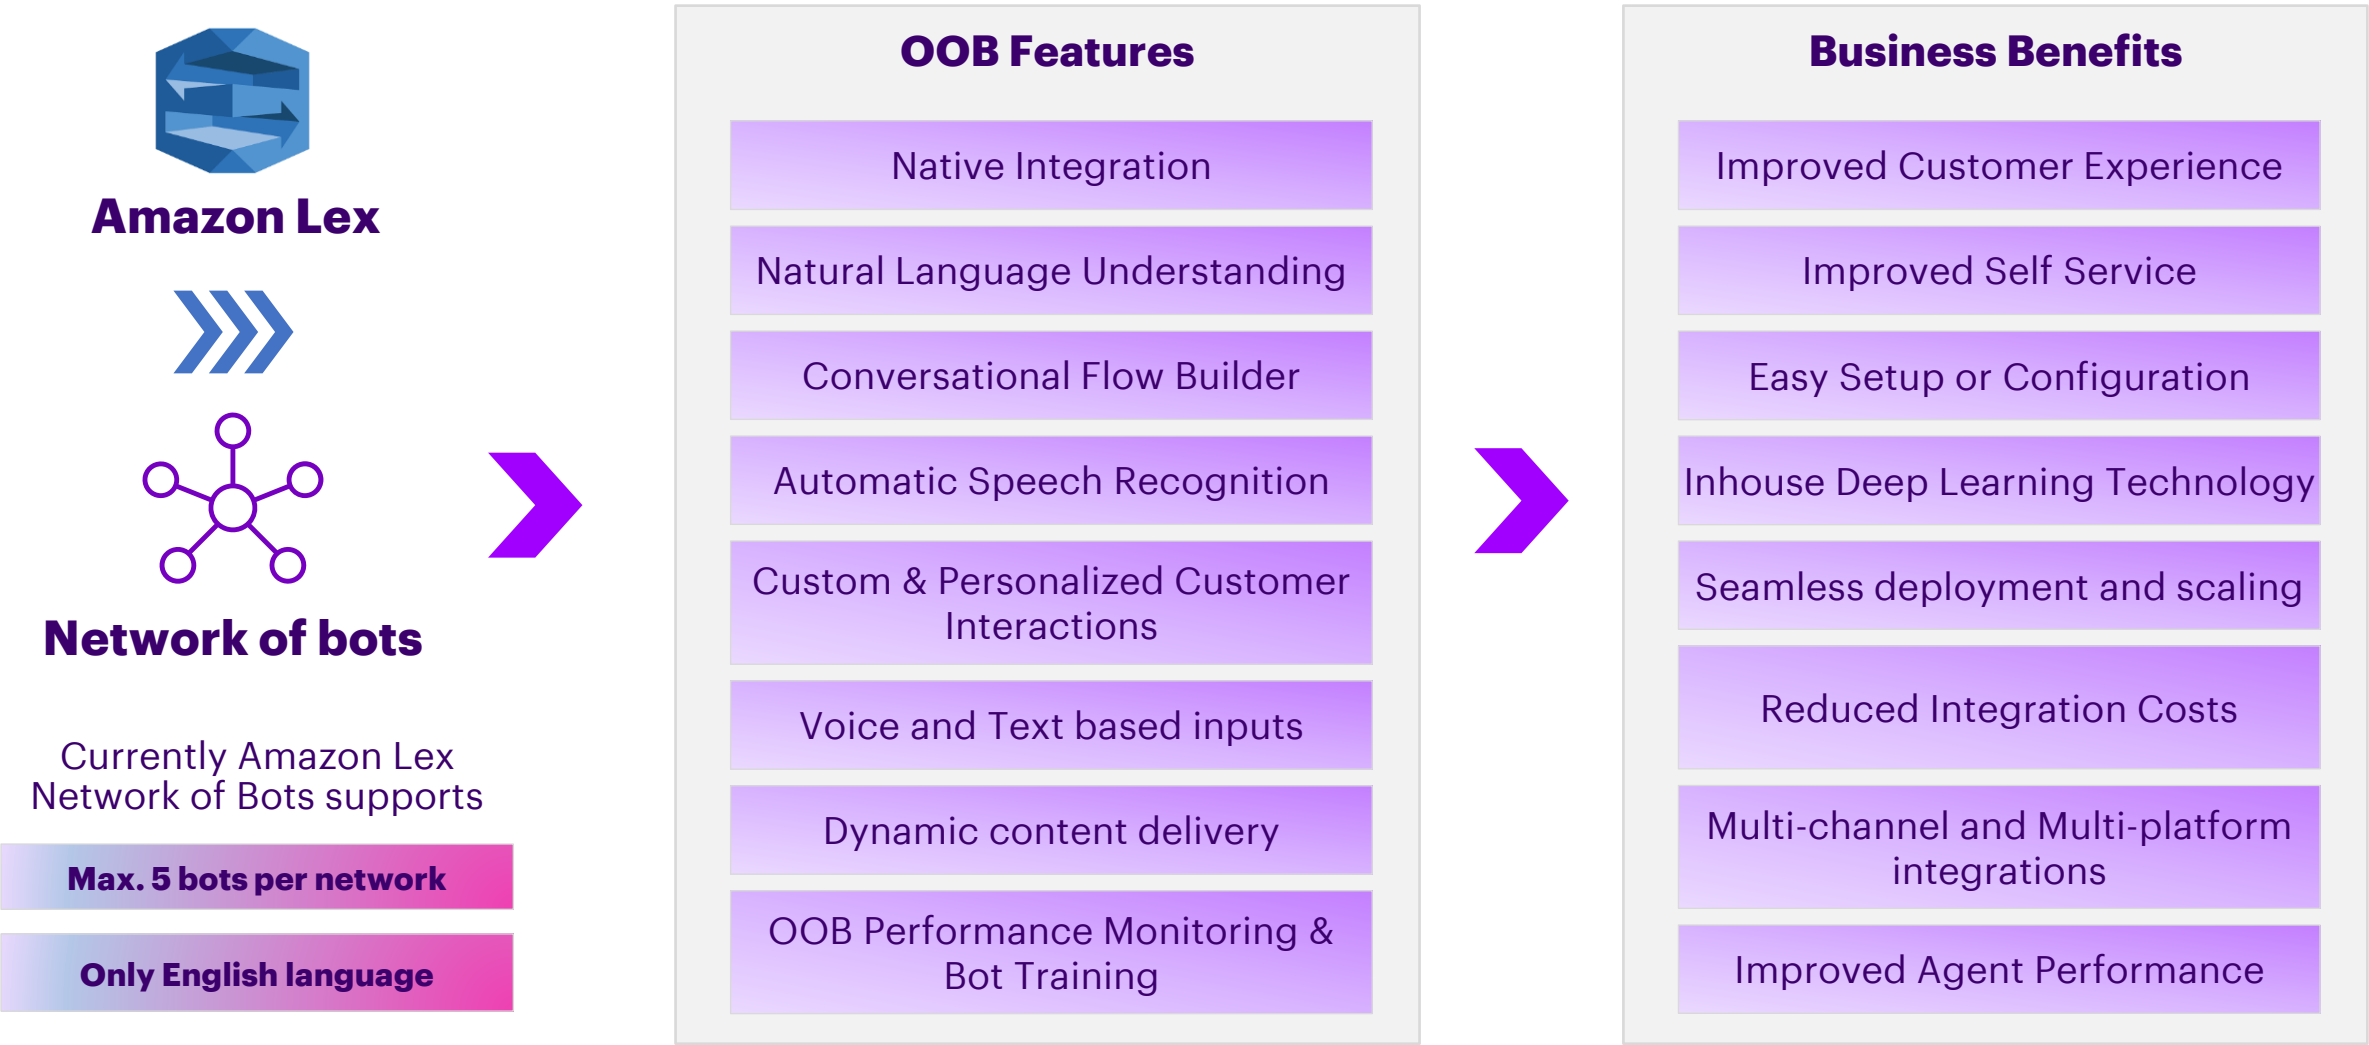 Amazon Lex
Network of bots
Currently Amazon Lex
Network of Bots supports
Max. 5 bots per network
Only English language
OOB Features
Native Integration
Natural Language Understanding
Conversational Flow Builder
Automatic Speech Recognition
Custom & Personalized Customer
Interactions
Voice and Text based inputs
Dynamic content delivery
OOB Performance Monitoring &
Bot Training
Business Benefits
Improved Customer Experience
Improved Self Service
Easy Setup or Configuration
Inhouse Deep Learning Technology
Seamless deployment and scaling
Reduced Integration Costs
Multi-channel and Multi-platform
integrations
Improved Agent Performance